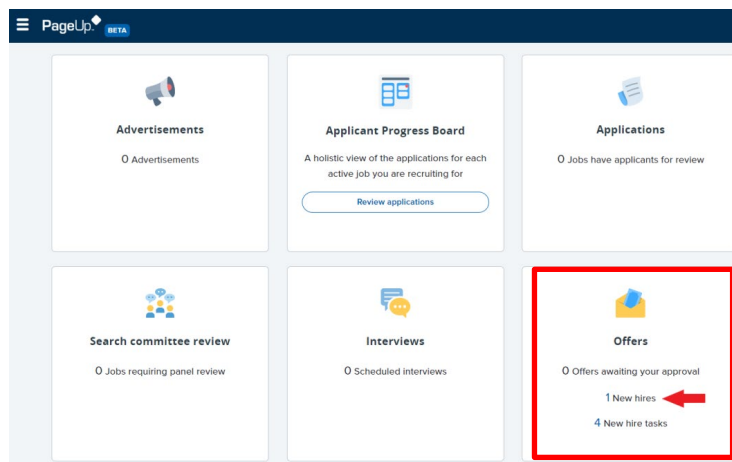 PageUp. BETA
Advertisements
0 Advertisements
Applicant Progress Board
A holistic view of the applications for each
active job you are recruiting for
Review applications
Applications
0 Jobs have applicants for review
Search committee review
0 Jobs requiring panel review
Interviews
0 Scheduled interviews
Offers
0 Offers awaiting your approval
1 New hires
4 New hire tasks